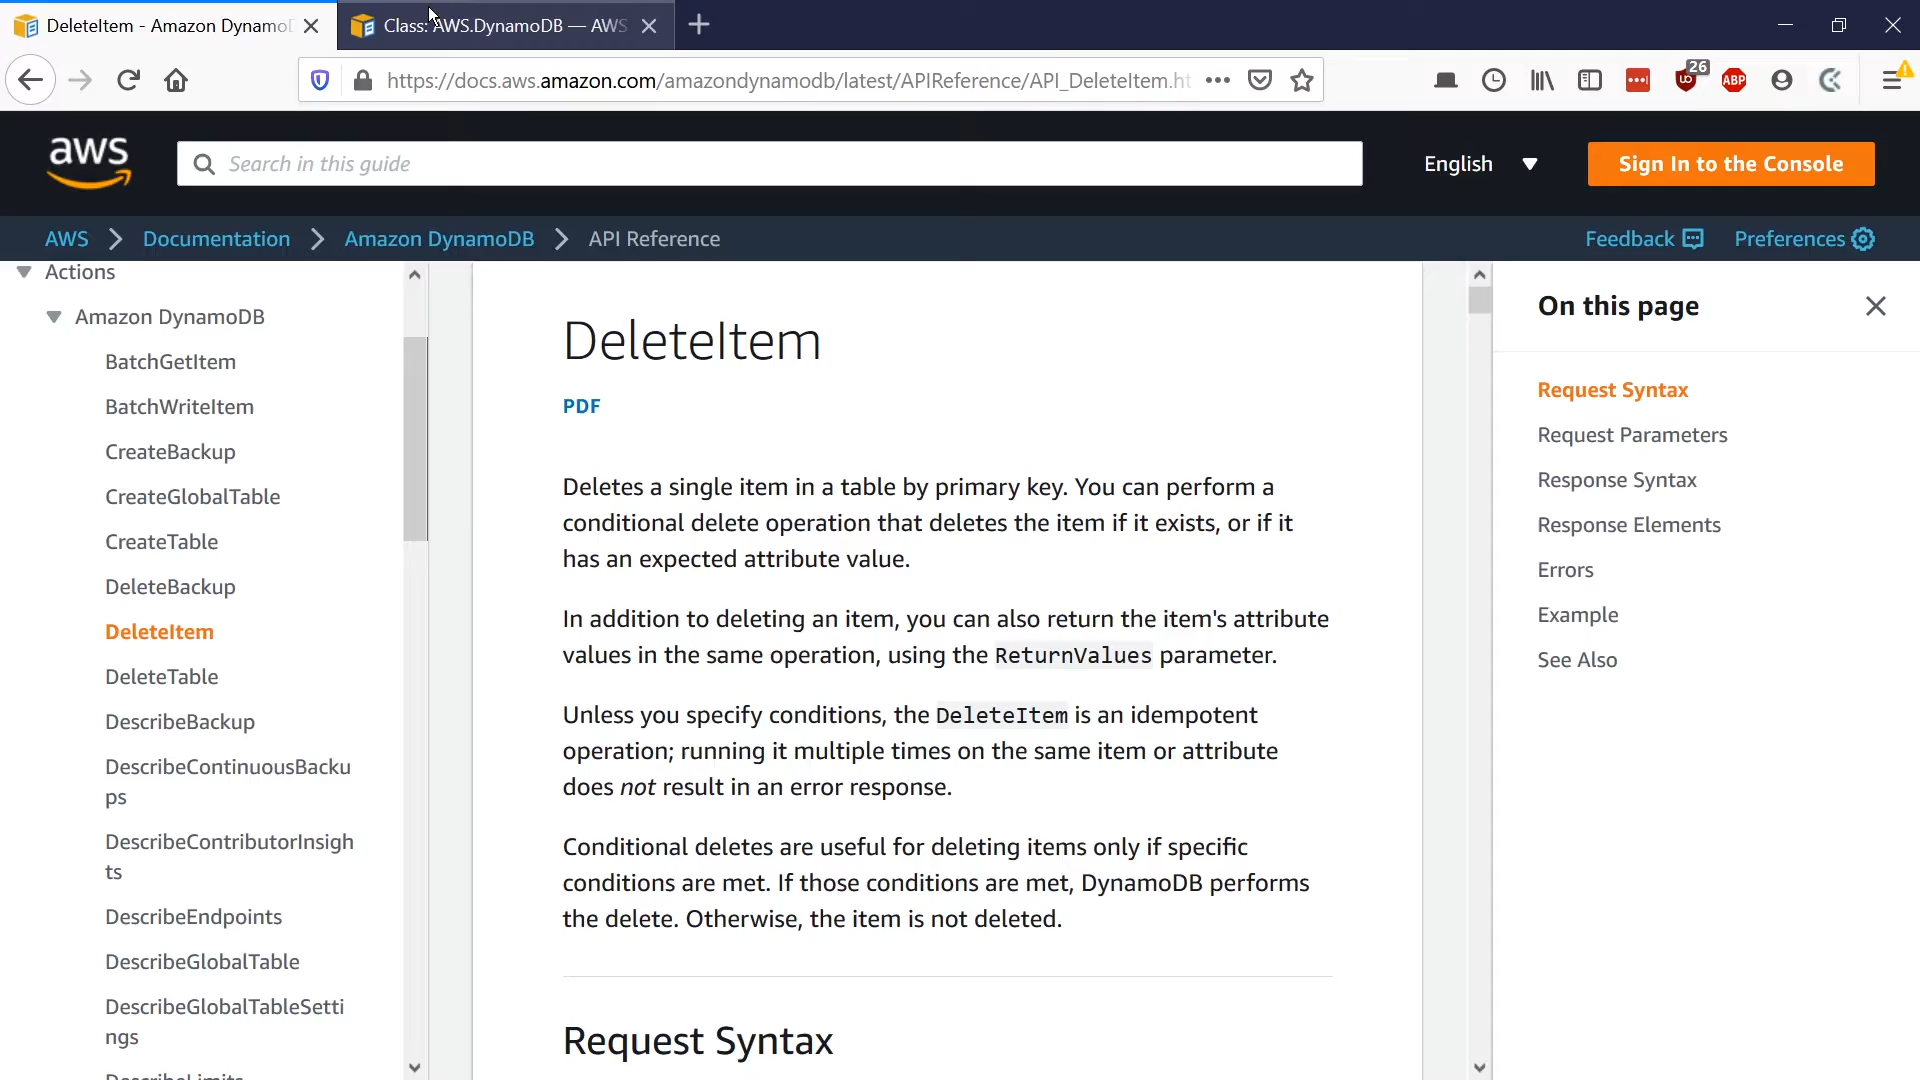 DeleteItem - Amazon DynamoD
Class: AWS.DynamoDB — AWS
https://docs.aws.amazon.com/amazondynamodb/latest/APIReference/API_DeleteItem.ht
26
ABP
aws
Search in this guide
English
Sign In to the Console
AWS
Documentation
Amazon DynamoDB
API Reference
Feedback
Preferences
Actions
Amazon DynamoDB
BatchGetItem
BatchWriteItem
CreateBackup
CreateGlobalTable
CreateTable
DeleteBackup
DeleteItem
DeleteTable
DescribeBackup
DescribeContinuousBacku
ps
DescribeContributorInsigh
ts
DescribeEndpoints
DescribeGlobalTable
DescribeGlobalTableSetti
ngs
DescribeLimits
DeleteItem
PDF
Deletes a single item in a table by primary key. You can perform a
conditional delete operation that deletes the item if it exists, or if it
has an expected attribute value.
In addition to deleting an item, you can also return the item's attribute
values in the same operation, using the ReturnValues parameter.
Unless you specify conditions, the DeleteItem is an idempotent
operation; running it multiple times on the same item or attribute
does not result in an error response.
Conditional deletes are useful for deleting items only if specific
conditions are met. If those conditions are met, DynamoDB performs
the delete. Otherwise, the item is not deleted.
Request Syntax
On this page
Request Syntax
Request Parameters
Response Syntax
Response Elements
Errors
Example
See Also